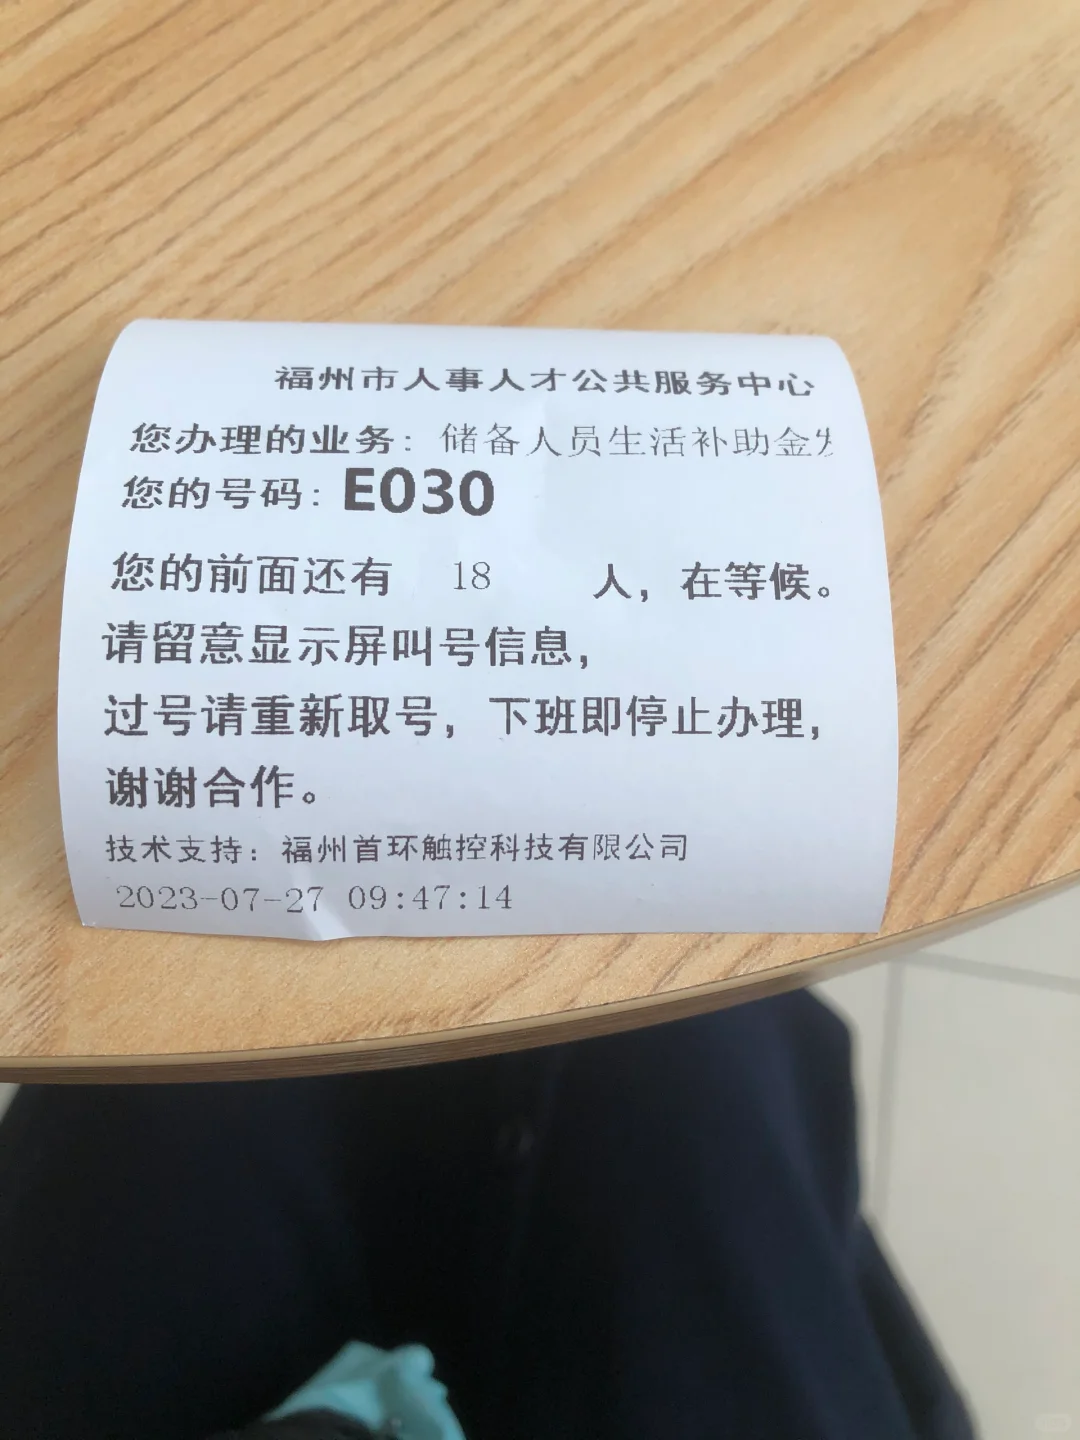 福州市人事人才公共服务中心
您办理的业务：储备人员生活补助金发
您的号码：E030
您的前面还有 18 人，在等候。
请留意显示屏叫号信息，
过号请重新取号，下班即停止办理，
谢谢合作。
技术支持：福州首环触控科技有限公司
2023-07-27 09:47:14